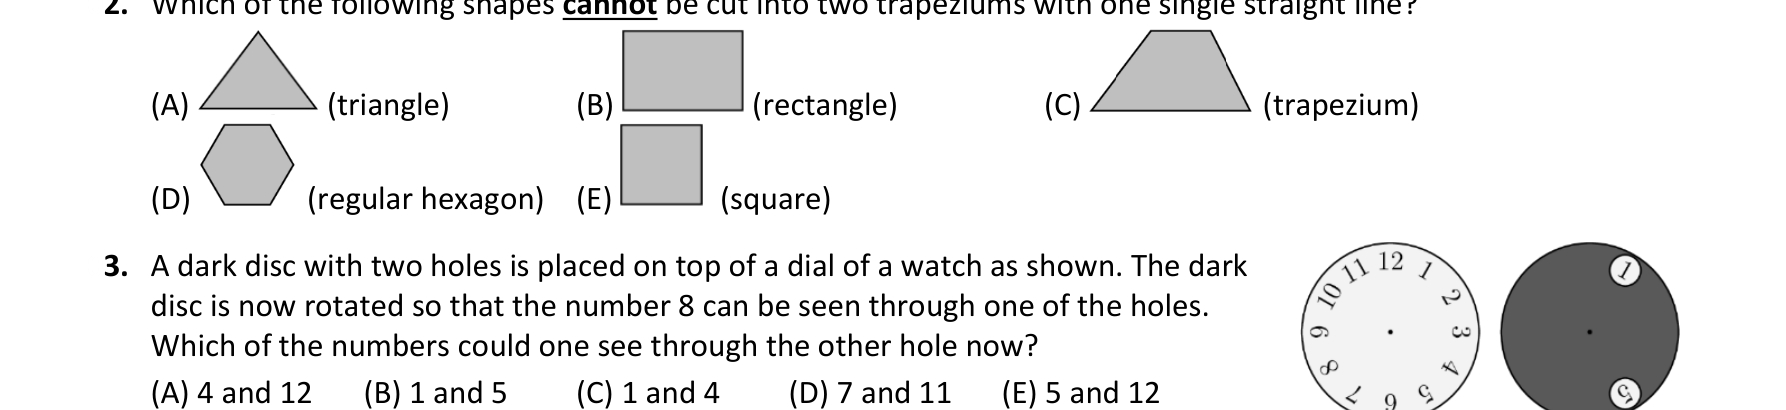 2. Which of the following shapes cannot be cut into two trapeziums with one single straight line?
(A) (triangle) (B) (rectangle) (C) (trapezium)
(D) (regular hexagon) (E) (square)
3. A dark disc with two holes is placed on top of a dial of a watch as shown. The dark
disc is now rotated so that the number 8 can be seen through one of the holes.
Which of the numbers could one see through the other hole now?
(A) 4 and 12 (B) 1 and 5 (C) 1 and 4 (D) 7 and 11 (E) 5 and 12
12 1 2 3 4 5 6 7 8 9 10 11
1
5